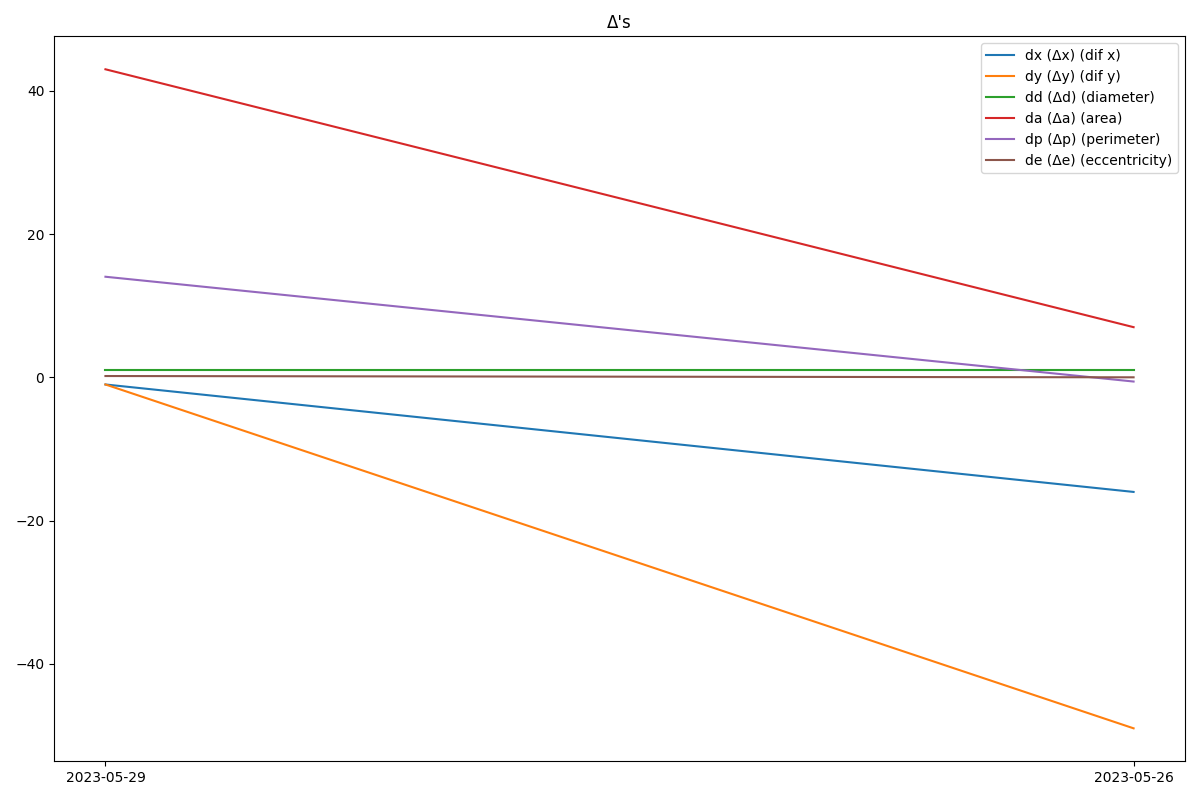 Δ's
dx (Δx) (dif x)
dy (Δy) (dif y)
dd (Δd) (diameter)
da (Δa) (area)
dp (Δp) (perimeter)
de (Δe) (eccentricity)
40
20
0
−20
−40
2023-05-29
2023-05-26